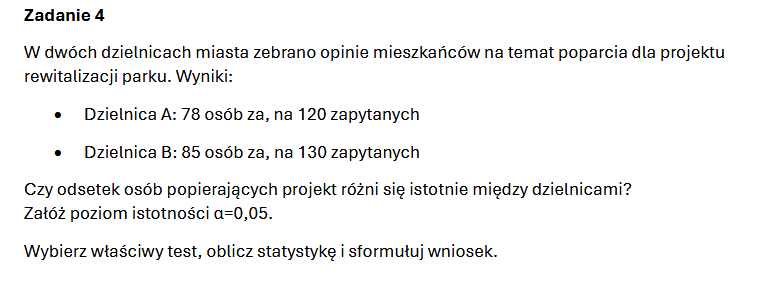 Zadanie 4
W dwóch dzielnicach miasta zebrano opinie mieszkańców na temat poparcia dla projektu
rewitalizacji parku. Wyniki:
• Dzielnica A: 78 osób za, na 120 zapytanych
• Dzielnica B: 85 osób za, na 130 zapytanych
Czy odsetek osób popierających projekt różni się istotnie między dzielnicami?
Załóż poziom istotności α=0,05.
Wybierz właściwy test, oblicz statystykę i sformułuj wniosek.